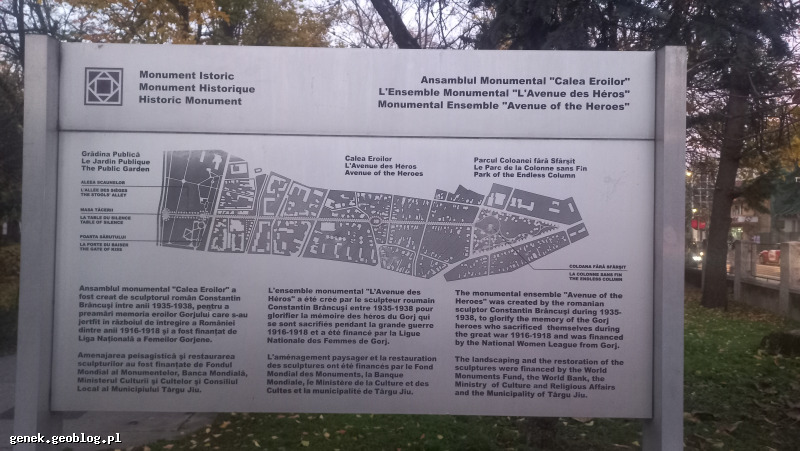 Monument Istoric
Monument Historique
Historic Monument
Ansamblul Monumental "Calea Eroilor"
L'Ensemble Monumental "L'Avenue des Héros"
Monumental Ensemble "Avenue of the Heroes"
Grădina Publică
Le Jardin Publique
The Public Garden
Calea Eroilor
L'Avenue des Heros
Avenue of the Heroes
Parcul Coloanei fără Sfârşit
Le Parc de la Colonne sans Fin
Park of the Endless Column
ALEEA SCAUNELOR
L'ALLÉE DES SIÈGES
THE STOOLS' ALLEY
MASA TĂCERII
LA TABLE DU SILENCE
TABLE OF SILENCE
POARTA SĂRUTULUI
LA PORTE DU BAISER
THE GATE OF KISS
COLOANA FĂRĂ SFÂRŞIT
LA COLONNE SANS FIN
THE ENDLESS COLUMN
Ansamblul monumental "Calea Eroilor" a
fost creat de sculptorul român Constantin
Brâncuşi între anii 1935-1938, pentru a
preamări memoria eroilor Gorjului care s-au
jertfit în războiul de întregire a României
dintre anii 1916-1918 şi a fost finanţat de
Liga Naţională a Femeilor Gorjene.
Amenajarea peisagistică şi restaurarea
sculpturilor au fost finanţate de Fondul
Mondial al Monumentelor, Banca Mondială,
Ministerul Culturii şi Cultelor şi Consiliul
Local al Municipiului Târgu Jiu.
L'ensemble monumental "L'Avenue des
Héros" a été créé par le sculpteur roumain
Constantin Brâncuşi entre 1935-1938 pour
glorifier la mémoire des héros du Gorj qui
se sont sacrifiés pendant la grande guerre
1916-1918 et a été financé par la Ligue
Nationale des Femmes de Gorj.
L'aménagement paysager et la restauration
des sculptures ont été financés par le Fond
Mondial des Monuments, la Banque
Mondiale, le Ministère de la Culture et des
Cultes et la municipalité de Târgu Jiu.
The monumental ensemble "Avenue of the
Heroes" was created by the romanian
sculptor Constantin Brâncuşi during 1935-
1938, to glorify the memory of the Gorj
heroes who sacrificed themselves during
the great war 1916-1918 and was financed
by the National Women League from Gorj.
The landscaping and the restoration of the
sculptures were financed by the World
Monuments Fund, the World Bank, the
Ministry of Culture and Religious Affairs
and the Municipality of Târgu Jiu.
genek.geoblog.pl